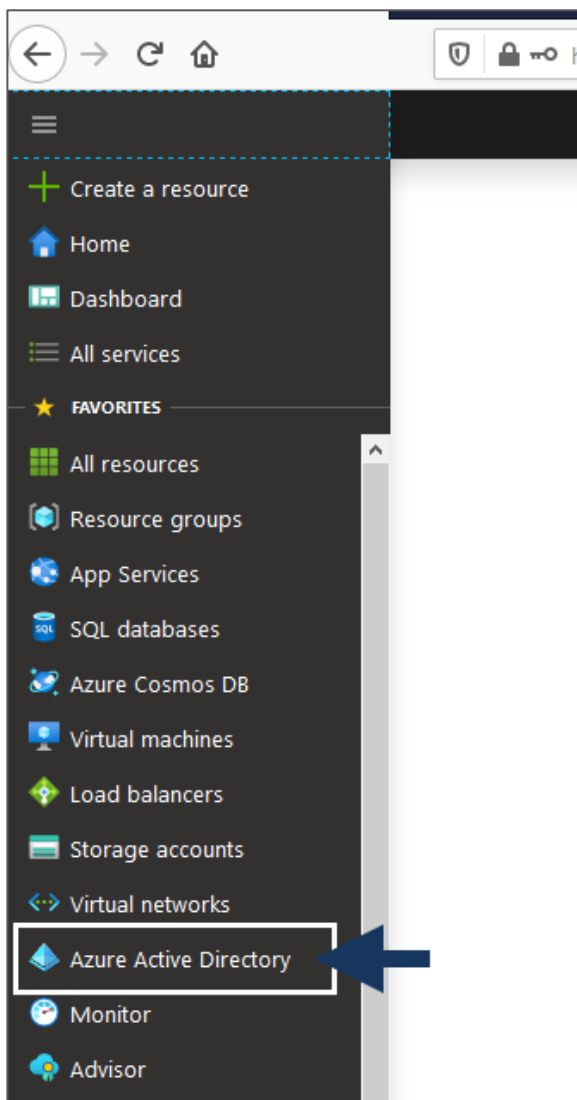 Create a resource
Home
Dashboard
All services
FAVORITES
All resources
Resource groups
App Services
SQL
SQL databases
Azure Cosmos DB
Virtual machines
Load balancers
Storage accounts
Virtual networks
Azure Active Directory
Monitor
Advisor